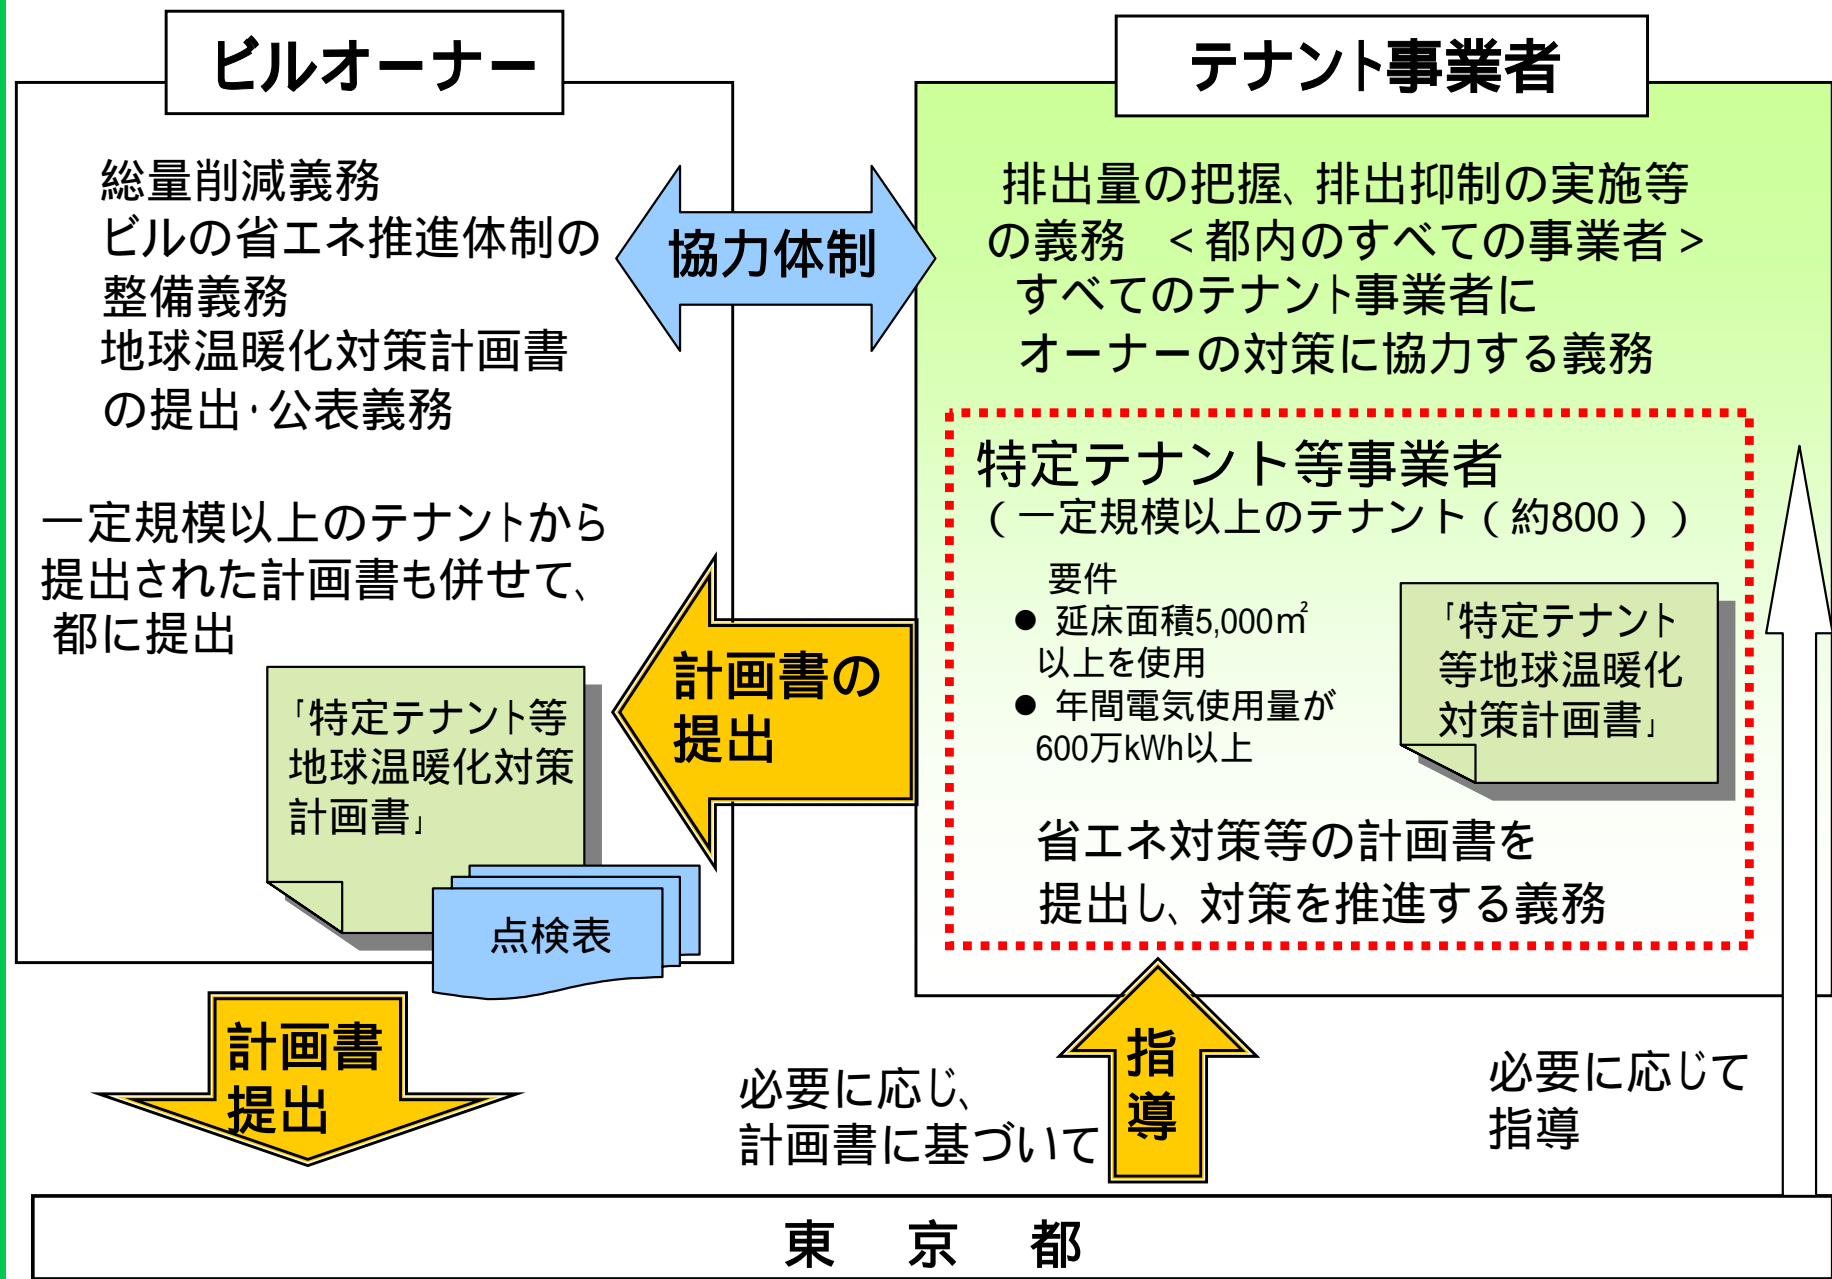 ビルオーナー
総量削減義務
ビルの省エネ推進体制の
整備義務
地球温暖化対策計画書
の提出・公表義務
一定規模以上のテナントから
提出された計画書も併せて、
都に提出
「特定テナント等
地球温暖化対策
計画書」
点検表
協力体制
計画書の
提出
テナント事業者
排出量の把握、排出抑制の実施等
の義務 <都内のすべての事業者>
すべてのテナント事業者に
オーナーの対策に協力する義務
特定テナント等事業者
(一定規模以上のテナント(約800))
要件
● 延床面積5,000㎡
以上を使用
● 年間電気使用量が
600万kWh以上
「特定テナント
等地球温暖化
対策計画書」
省エネ対策等の計画書を
提出し、対策を推進する義務
計画書
提出
必要に応じ、
計画書に基づいて
指
導
必要に応じて
指導
東 京 都